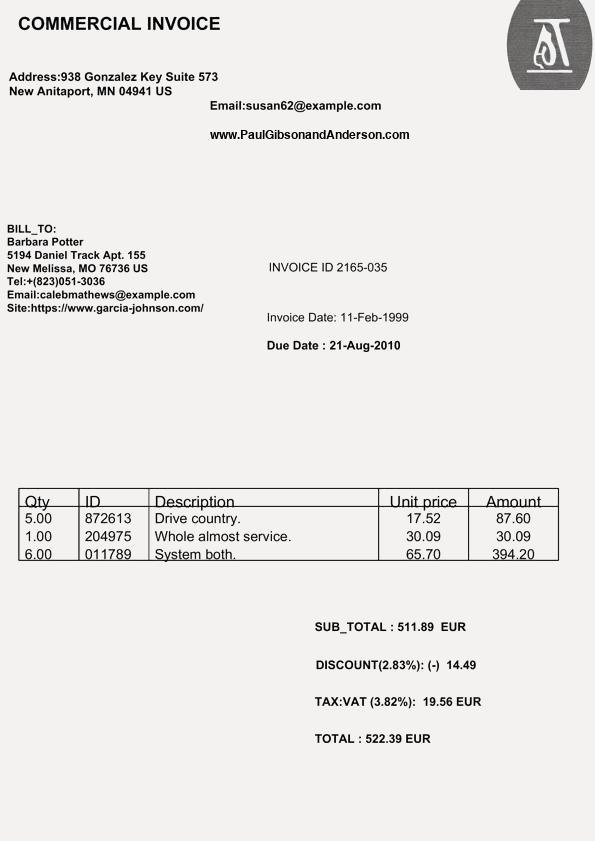 COMMERCIAL INVOICE
Address:938 Gonzalez Key Suite 573
New Anitaport, MN 04941 US
Email:susan62@example.com
www.PaulGibsonandAnderson.com
BILL_TO:
Barbara Potter
5194 Daniel Track Apt. 155
New Melissa, MO 76736 US
Tel:+(823)051-3036
Email:calebmathews@example.com
Site:https://www.garcia-johnson.com/
INVOICE ID 2165-035
Invoice Date: 11-Feb-1999
Due Date : 21-Aug-2010
Qty ID Description Unit price Amount
5.00 872613 Drive country. 17.52 87.60
1.00 204975 Whole almost service. 30.09 30.09
6.00 011789 System both. 65.70 394.20
SUB_TOTAL : 511.89 EUR
DISCOUNT(2.83%): (-) 14.49
TAX:VAT (3.82%): 19.56 EUR
TOTAL : 522.39 EUR